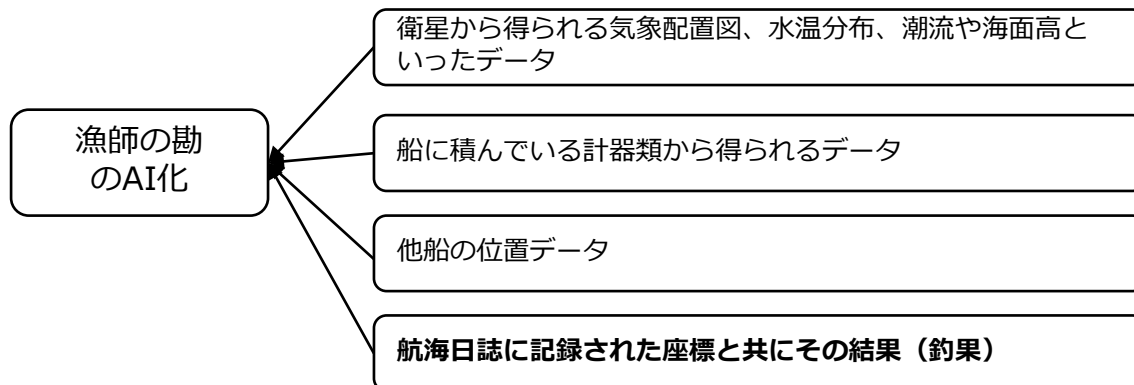 衛星から得られる気象配置図、水温分布、潮流や海面高と
いったデータ
漁師の勘
のAI化
船に積んでいる計器類から得られるデータ
他船の位置データ
航海日誌に記録された座標と共にその結果（釣果）